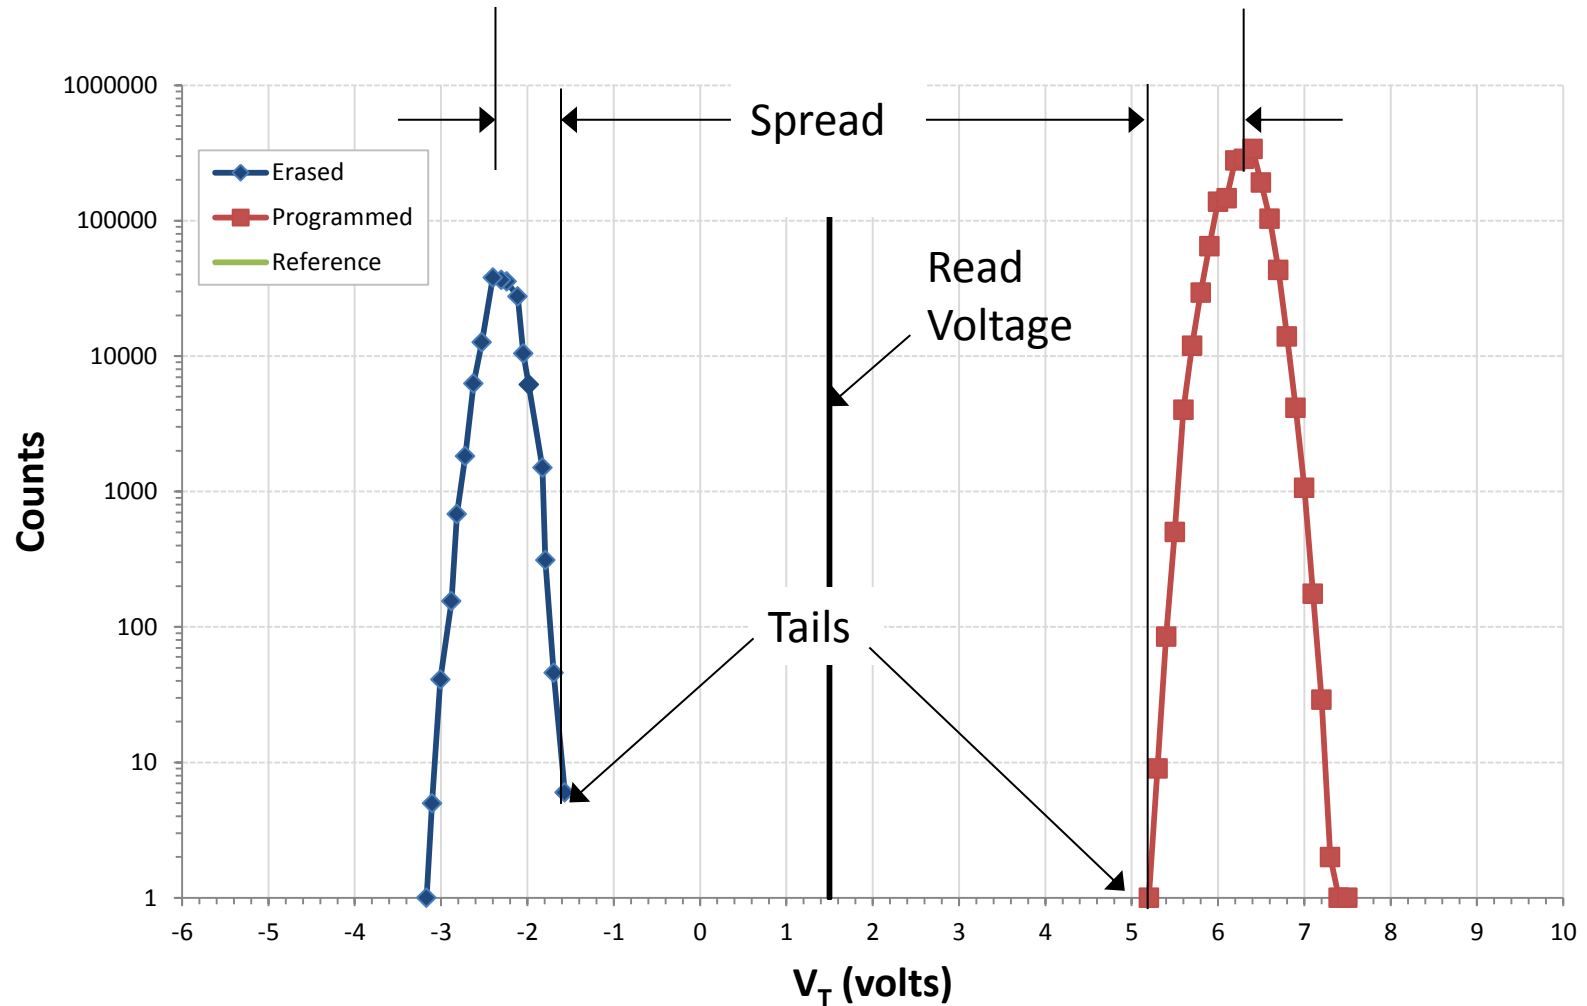 Spread
1000000
100000
10000
1000
100
10
1
Counts
Erased
Programmed
Reference
Read
Voltage
Tails
-6 -5 -4 -3 -2 -1 0 1 2 3 4 5 6 7 8 9 10
V_T (volts)